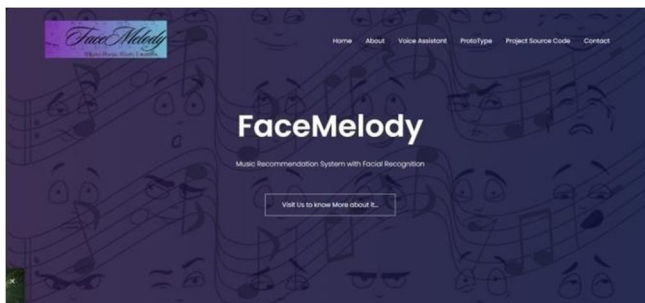 FaceMelody
Home About Voice Assistant ProtoType Project Source Code Contact
FaceMelody
Music Recommendation System with Facial Recognition
Visit Us to know More about it...